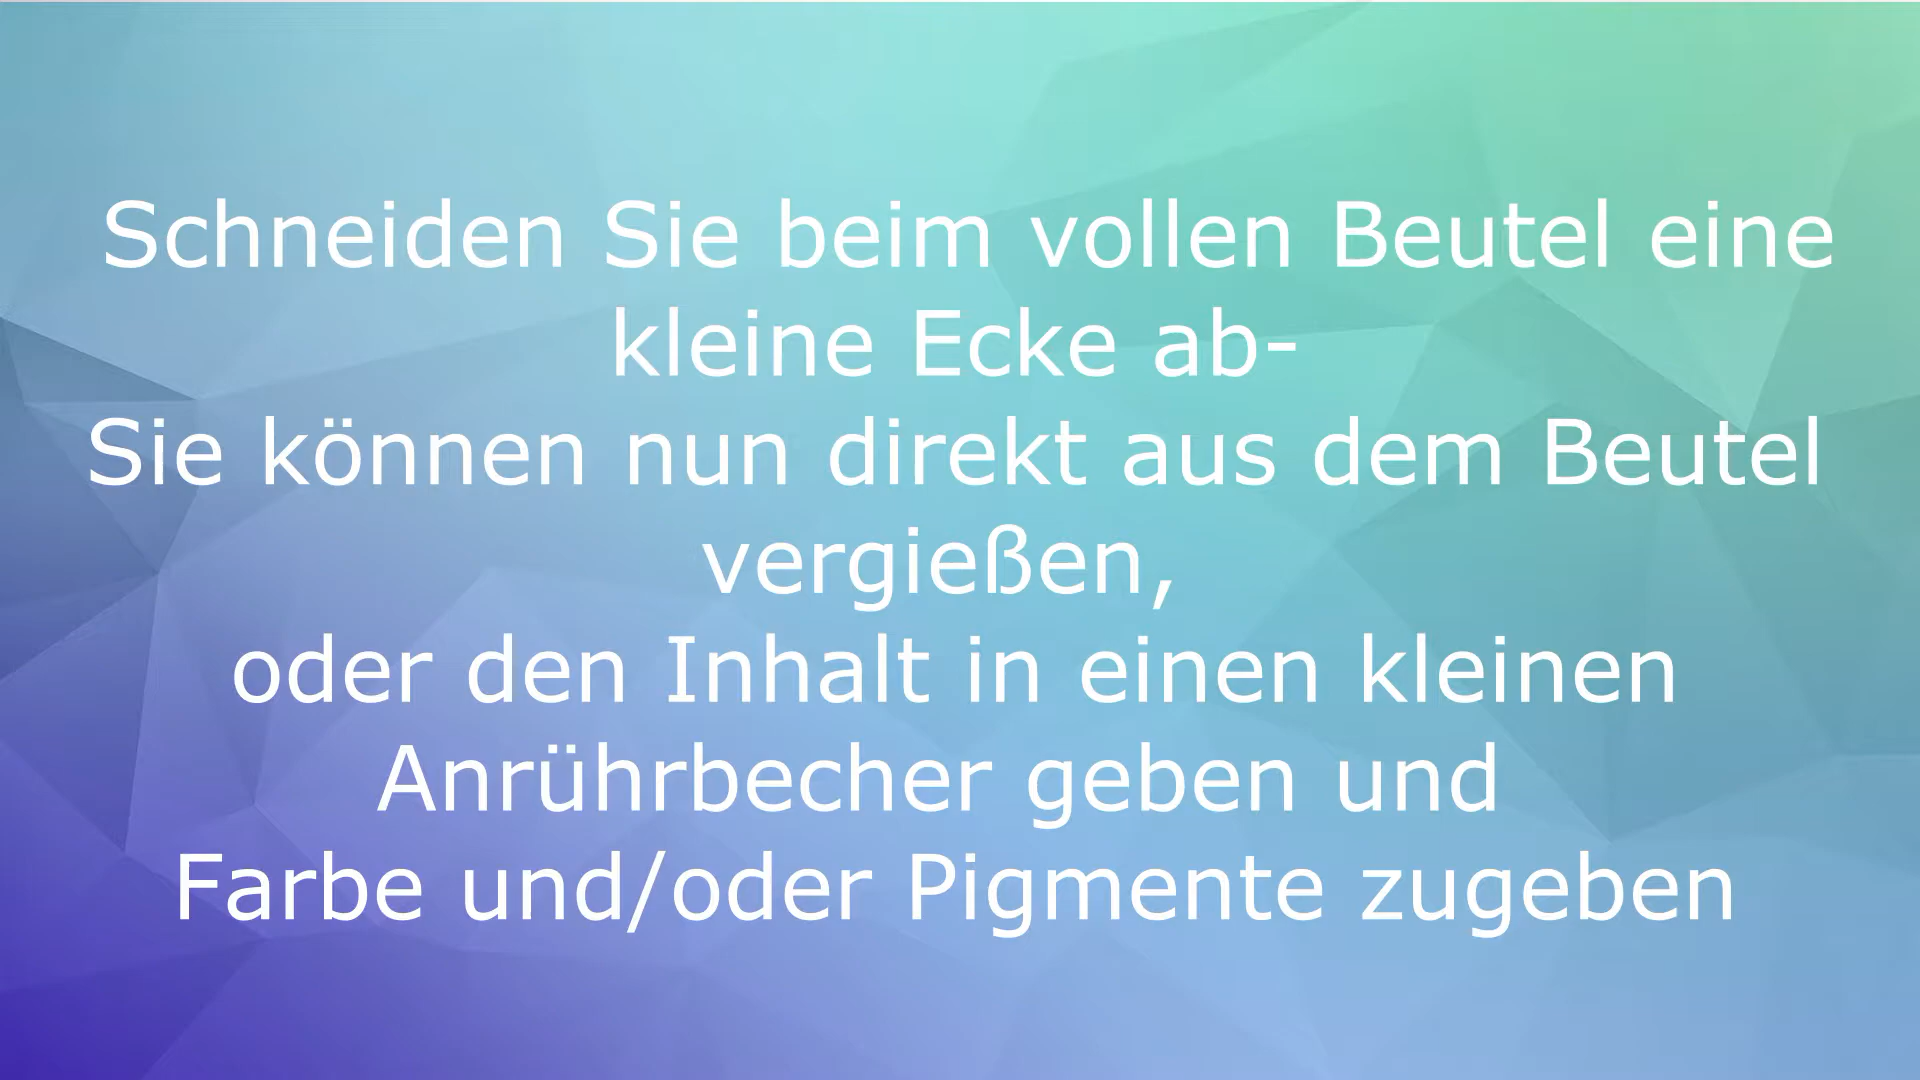 Schneiden Sie beim vollen Beutel eine
kleine Ecke ab-
Sie können nun direkt aus dem Beutel
vergießen,
oder den Inhalt in einen kleinen
Anrührbecher geben und
Farbe und/oder Pigmente zugeben